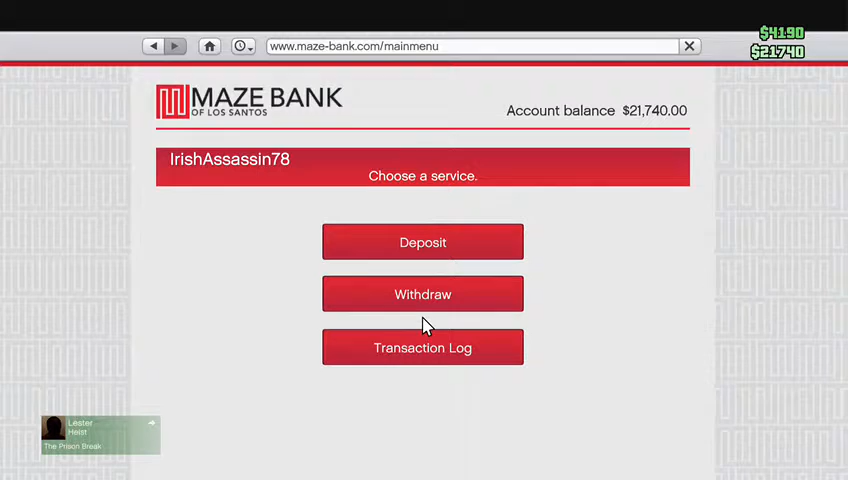 $4190
www.maze-bank.com/mainmenu
$21740
MAZE BANK
OF LOS SANTOS
Account balance $21,740.00
IrishAssassin78
Choose a service.
Deposit
Withdraw
Transaction Log
Lester
Heist
The Prison Break